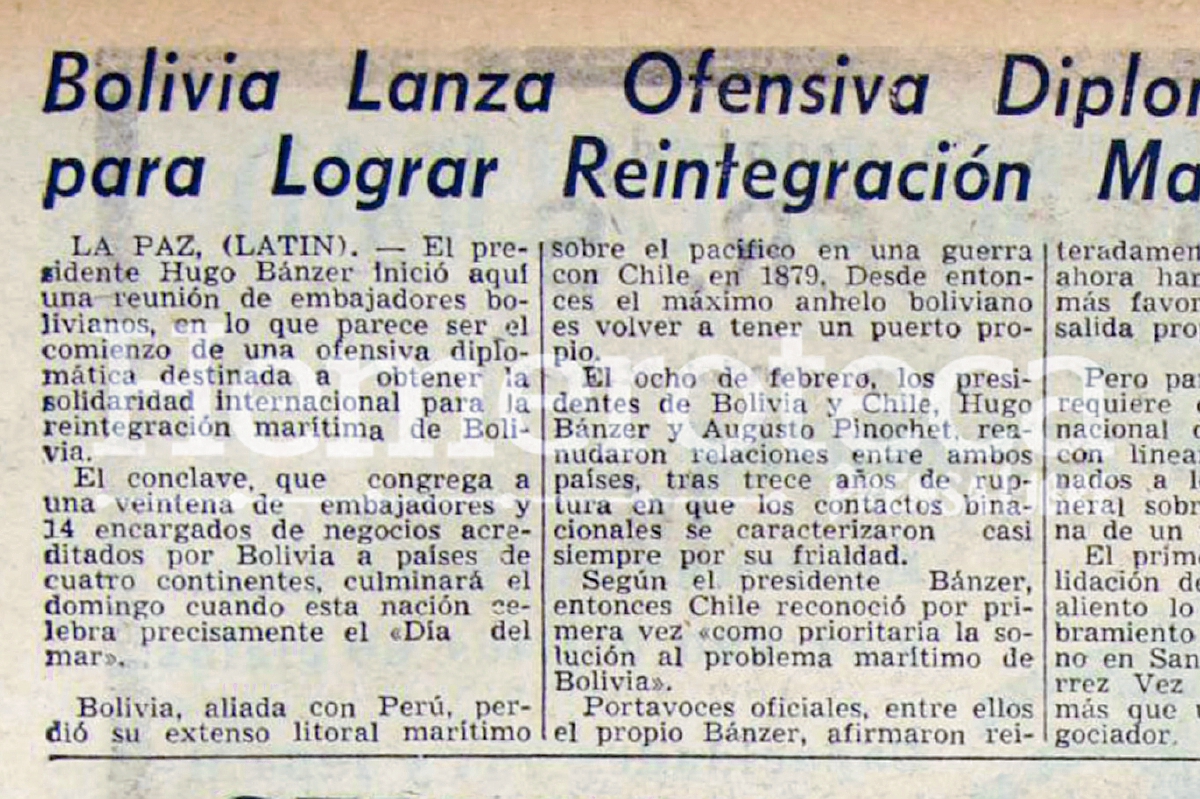 Bolivia Lanza Ofensiva Diplom
para Lograr Reintegración Ma
LA PAZ, (LATIN). — El pre-
sidente Hugo Bánzer inició aquí
una reunión de embajadores bo-
livianos, en lo que parece ser el
comienzo de una ofensiva diplo-
mática destinada a obtener la
solidaridad internacional para la
reintegración marítima de Boli-
via.
El conclave, que congrega a
una veintena de embajadores y
14 encargados de negocios acre-
ditados por Bolivia a países de
cuatro continentes, culminará el
domingo cuando esta nación ce-
lebra precisamente el «Día del
mar».
Bolivia, aliada con Perú, per-
dió su extenso litoral marítimo
sobre el pacífico en una guerra
con Chile en 1879. Desde enton-
ces el máximo anhelo boliviano
es volver a tener un puerto pro-
pio.
El ocho de febrero, los presi-
dentes de Bolivia y Chile, Hugo
Bánzer y Augusto Pinochet, rea-
nudaron relaciones entre ambos
países, tras trece años de rup-
tura en que los contactos bina-
cionales se caracterizaron casi
siempre por su frialdad.
Según el presidente Bánzer,
entonces Chile reconoció por pri-
mera vez «como prioritaria la so-
lución al problema marítimo de
Bolivia».
Portavoces oficiales, entre ellos
el propio Bánzer, afirmaron rei-
teradamen
ahora han
más favor
salida pro
Pero pa
requiere
nacional
con linea
nados a l
neral sobr
na de un
El prim
lidación d
aliento lo
bramiento
no en San
rrez Vez
más que
gociador.
Hemeroteca